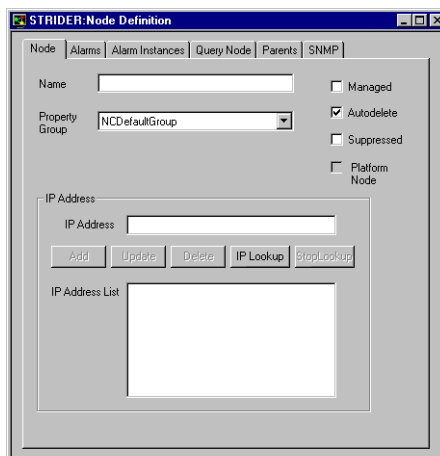 STRIDER:Node Definition
Node Alarms Alarm Instances Query Node Parents SNMP
Name
Managed
Property Group
NCDefaultGroup
Autodelete
Suppressed
Platform Node
IP Address
IP Address
Add Update Delete IP Lookup StopLookup
IP Address List